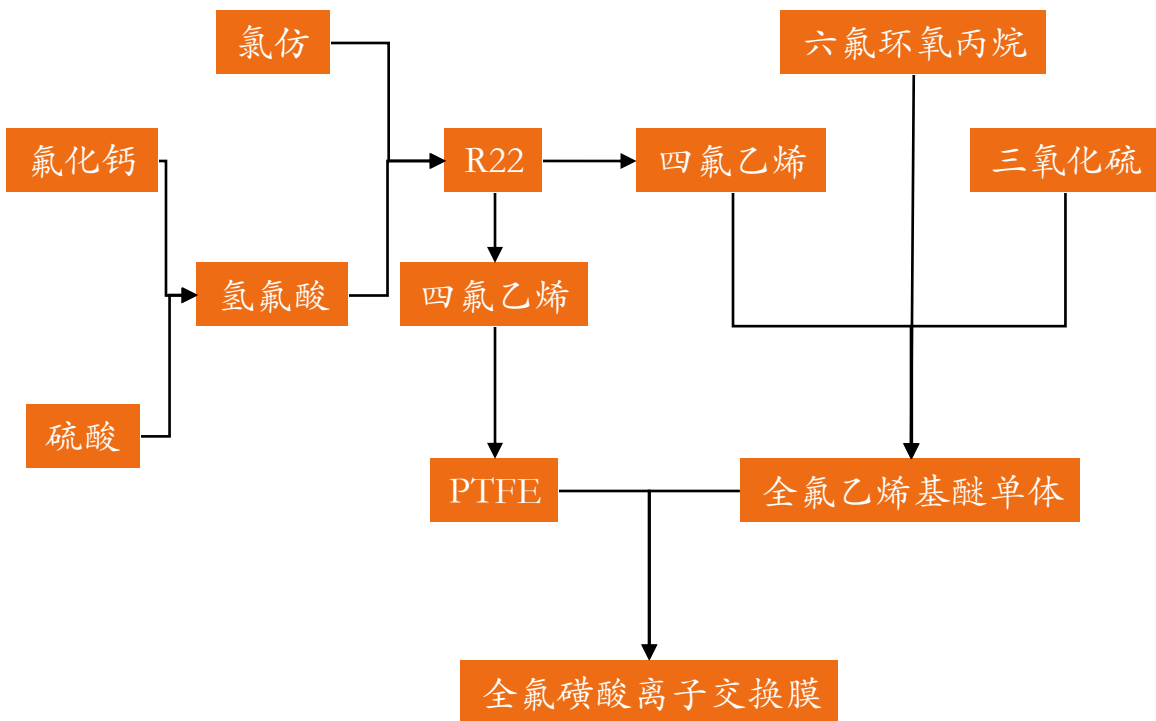 氯仿
六氟环氧丙烷
氟化钙
R22
四氟乙烯
三氧化硫
氢氟酸
四氟乙烯
硫酸
PTFE
全氟乙烯基醚单体
全氟磺酸离子交换膜